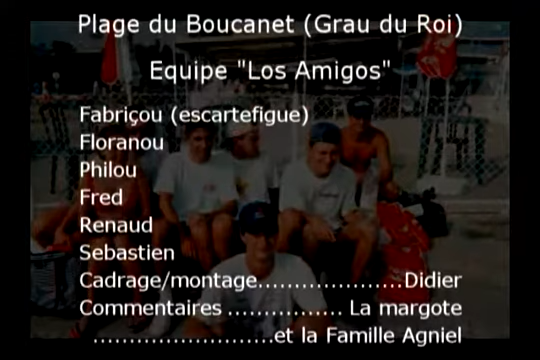 Plage du Boucanet (Grau du Roi)
Equipe "Los Amigos"
Fabriçou (escartefigue)
Floranou
Philou
Fred
Renaud
Sebastien
Cadrage/montage....................Didier
Commentaires ................ La margote
.........................et la Famille Agniel